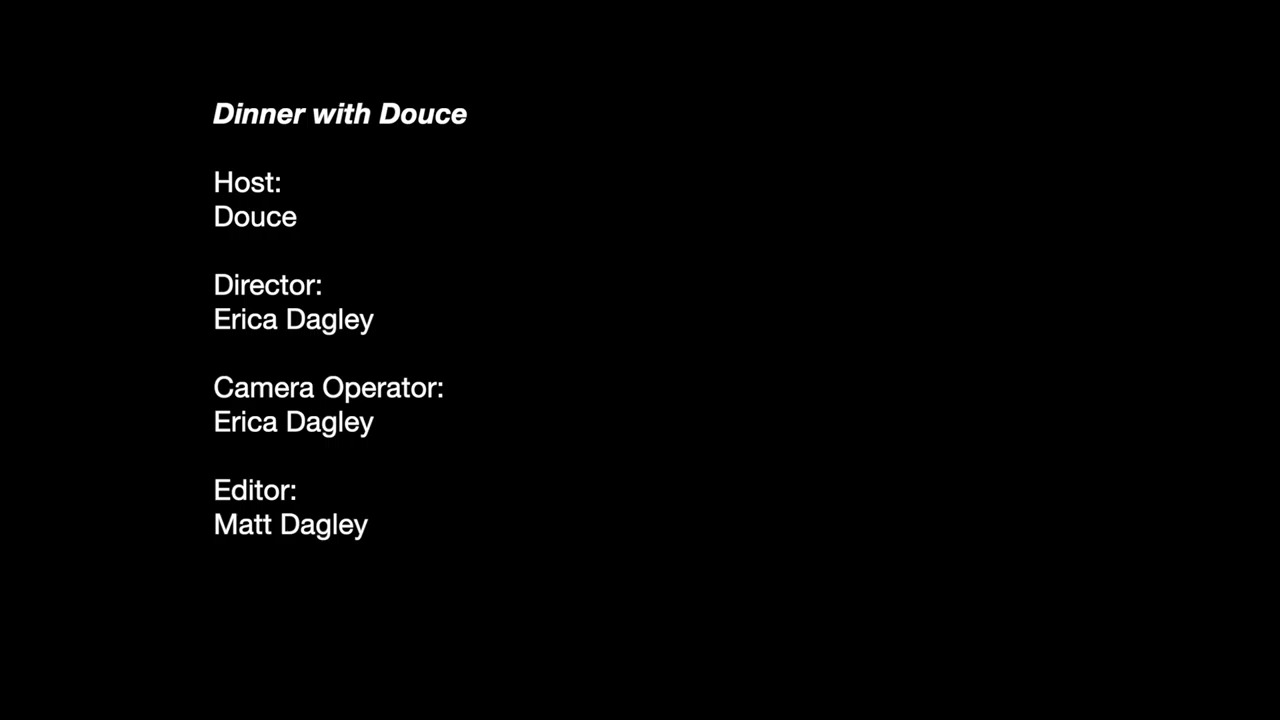 Dinner with Douce
Host:
Douce
Director:
Erica Dagley
Camera Operator:
Erica Dagley
Editor:
Matt Dagley